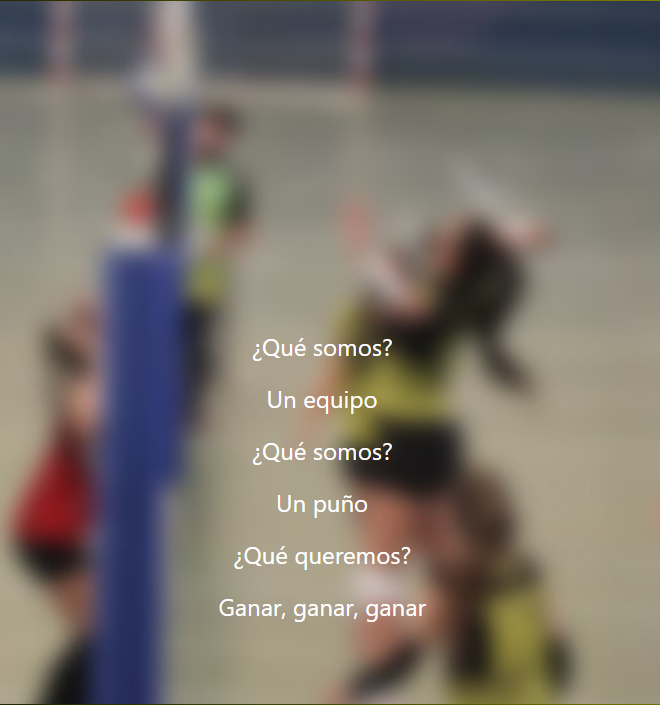 ¿Qué somos?
Un equipo
¿Qué somos?
Un puño
¿Qué queremos?
Ganar, ganar, ganar